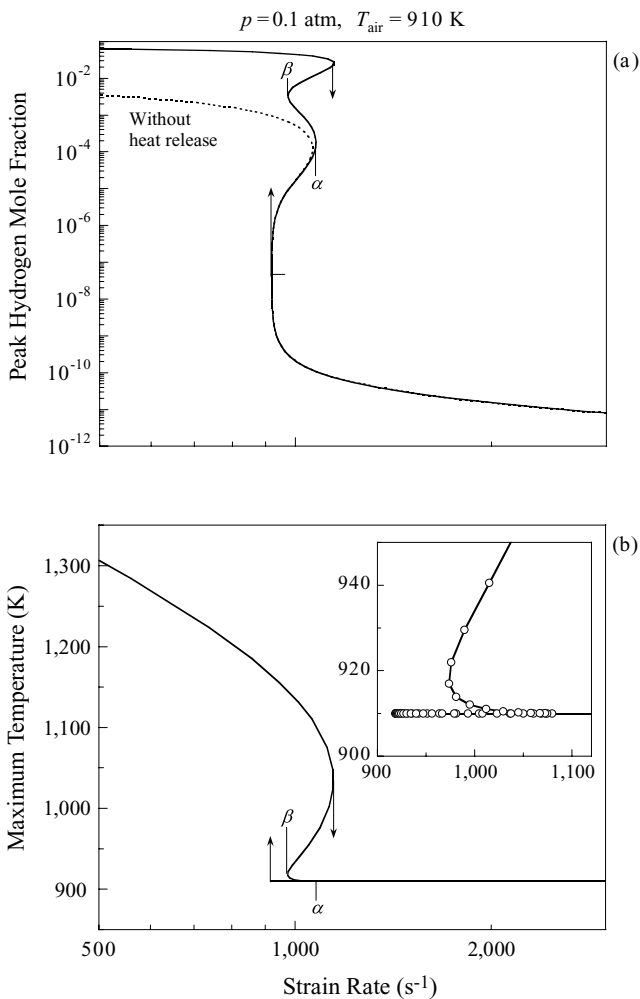 p = 0.1 atm, T_air = 910 K
(a)
Peak Hydrogen Mole Fraction
10^-2
10^-4
10^-6
10^-8
10^-10
10^-12
β
Without
heat release
α
(b)
Maximum Temperature (K)
1,300
1,200
1,100
1,000
900
940
920
900
900
1,000
1,100
β
α
500
1,000
2,000
Strain Rate (s^-1)